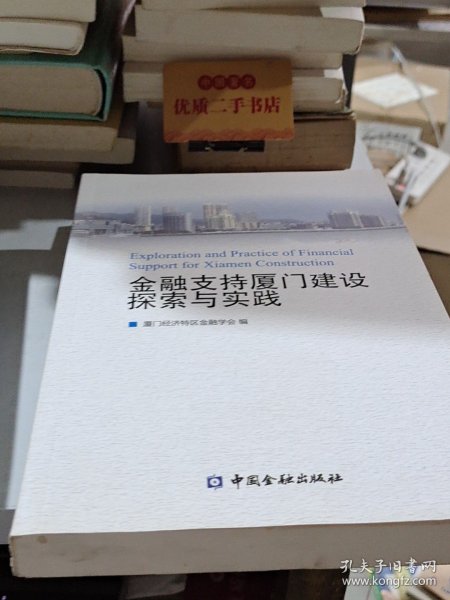 优质二手书店
Exploration and Practice of Financial
Support for Xiamen Construction
金融支持厦门建设
探索与实践
厦门经济特区金融学会 编
中国金融出版社
孔夫子旧书网
www.kongfz.com